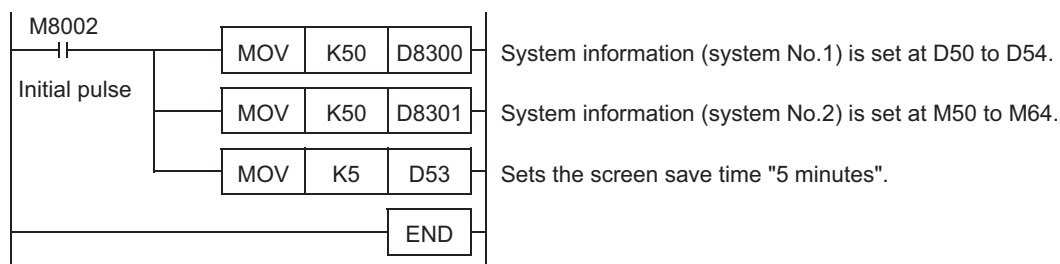 M8002
MOV K50 D8300 System information (system No.1) is set at D50 to D54.
Initial pulse
MOV K50 D8301 System information (system No.2) is set at M50 to M64.
MOV K5 D53 Sets the screen save time "5 minutes".
END